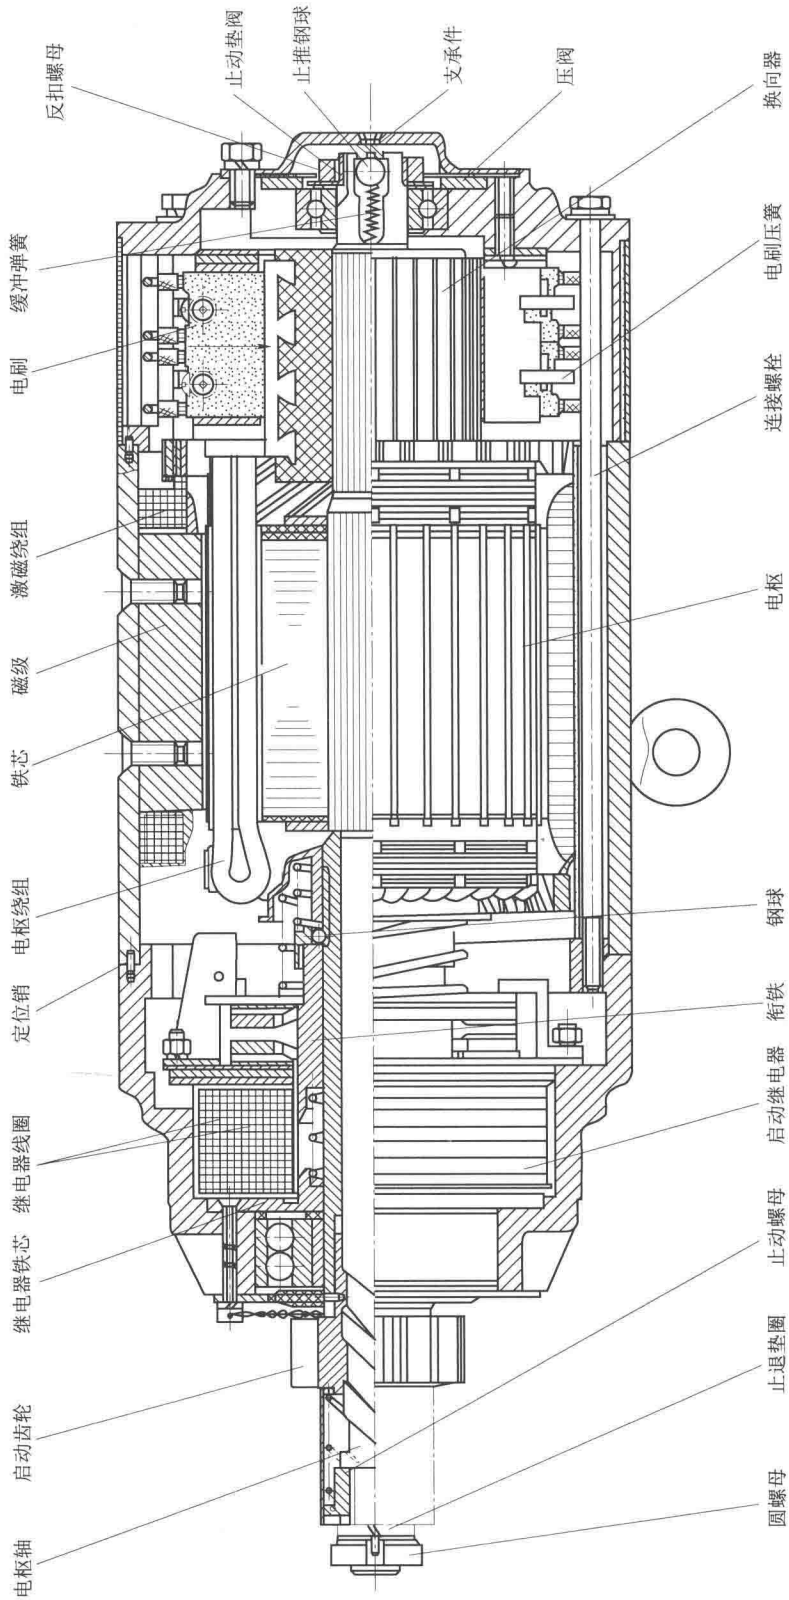 电枢轴
启动齿轮
继电器铁芯
继电器线圈
定位销
电枢绕组
铁芯
磁级
激磁绕组
电刷
缓冲弹簧
反扣螺母
止动垫阀
止推钢球
支承件
压阀
换向器
电刷压簧
连接螺栓
电枢
钢球
衔铁
启动继电器
止动螺母
止退垫圈
圆螺母